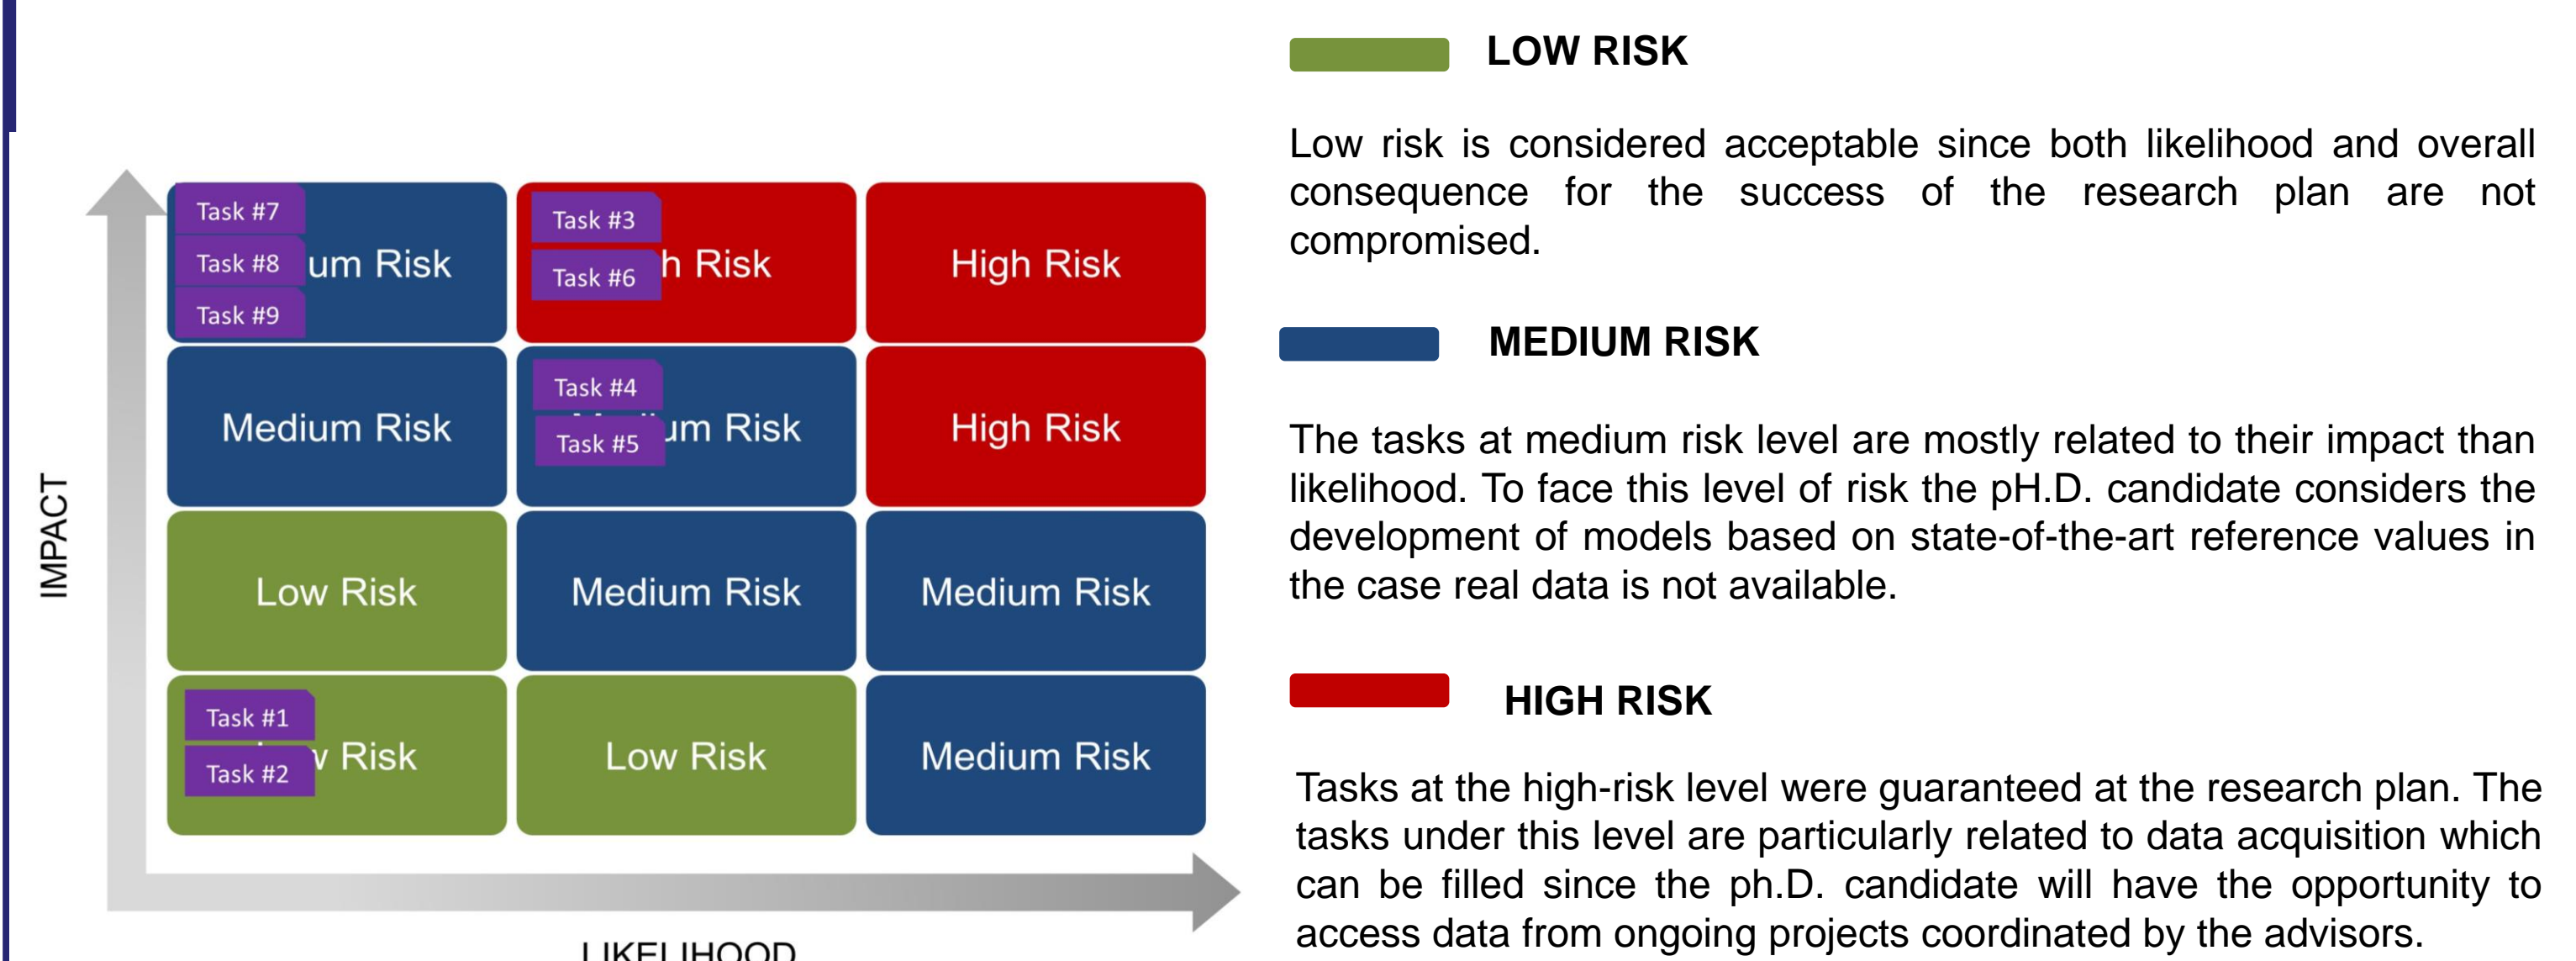 LOW RISK
Low risk is considered acceptable since both likelihood and overall
consequence for the success of the research plan are not
compromised.
MEDIUM RISK
The tasks at medium risk level are mostly related to their impact than
likelihood. To face this level of risk the pH.D. candidate considers the
development of models based on state-of-the-art reference values in
the case real data is not available.
HIGH RISK
Tasks at the high-risk level were guaranteed at the research plan. The
tasks under this level are particularly related to data acquisition which
can be filled since the ph.D. candidate will have the opportunity to
access data from ongoing projects coordinated by the advisors.
IMPACT
Task #7
Task #8
um Risk
Task #9
Task #3
Task #6
h Risk
High Risk
Medium Risk
Task #4
Task #5
um Risk
High Risk
Low Risk
Medium Risk
Medium Risk
Task #1
Task #2
w Risk
Low Risk
Medium Risk
LIKELIHOOD